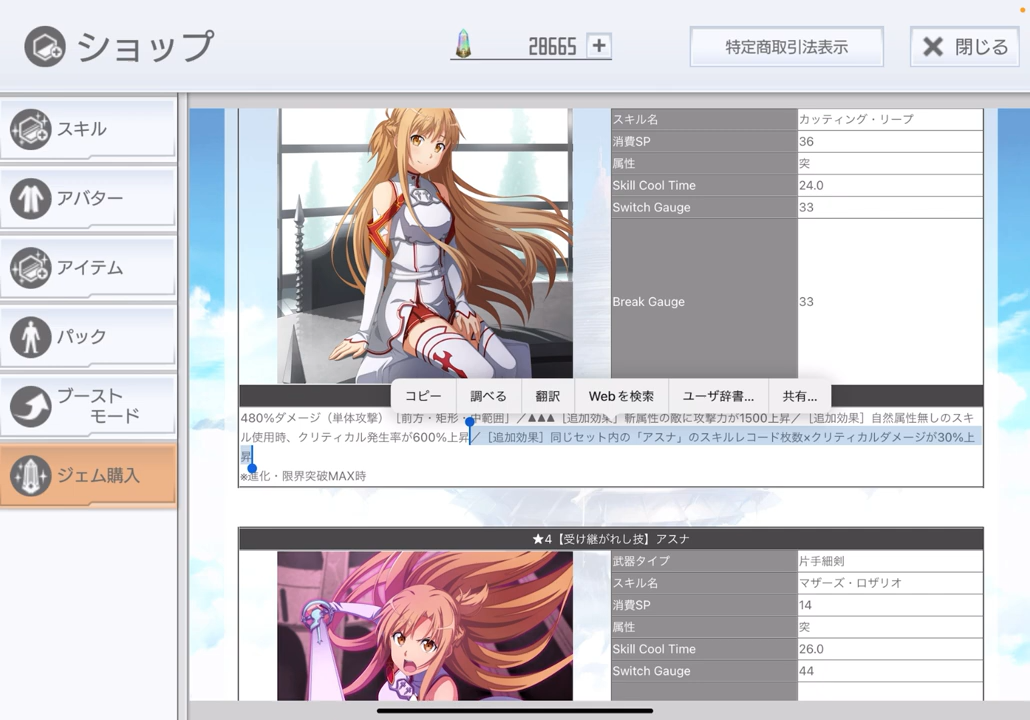 ショップ
28665
特定商取引法表示
閉じる
スキル
アバター
アイテム
パック
ブースト
モード
ジェム購入
スキル名 カッティング・リープ
消費SP 36
属性 突
Skill Cool Time 24.0
Switch Gauge 33
Break Gauge 33
コピー 調べる 翻訳 Webを検索 ユーザ辞書... 共有...
480%ダメージ（単体攻撃）［前方・矩形・中範囲］／▲▲▲［追加効果］斬属性の敵に攻撃力が1500上昇／［追加効果］自然属性無しのスキ
ル使用時、クリティカル発生率が600%上昇／［追加効果］同じセット内の「アスナ」のスキルレコード枚数×クリティカルダメージが30%上
昇
※進化・限界突破MAX時
★4【受け継がれし技】アスナ
武器タイプ 片手細剣
スキル名 マザーズ・ロザリオ
消費SP 14
属性 突
Skill Cool Time 26.0
Switch Gauge 44